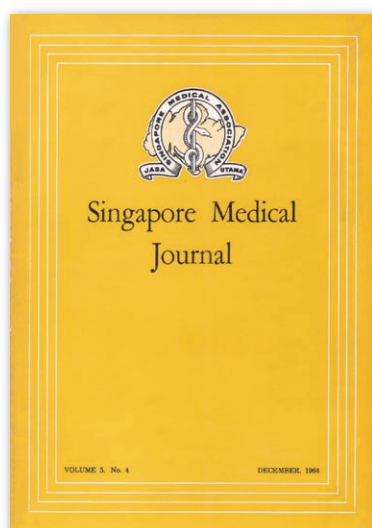 SINGAPORE MEDICAL ASSOCIATION
JASA UTAMA
Singapore Medical
Journal
VOLUME 5, No. 4 DECEMBER, 1964